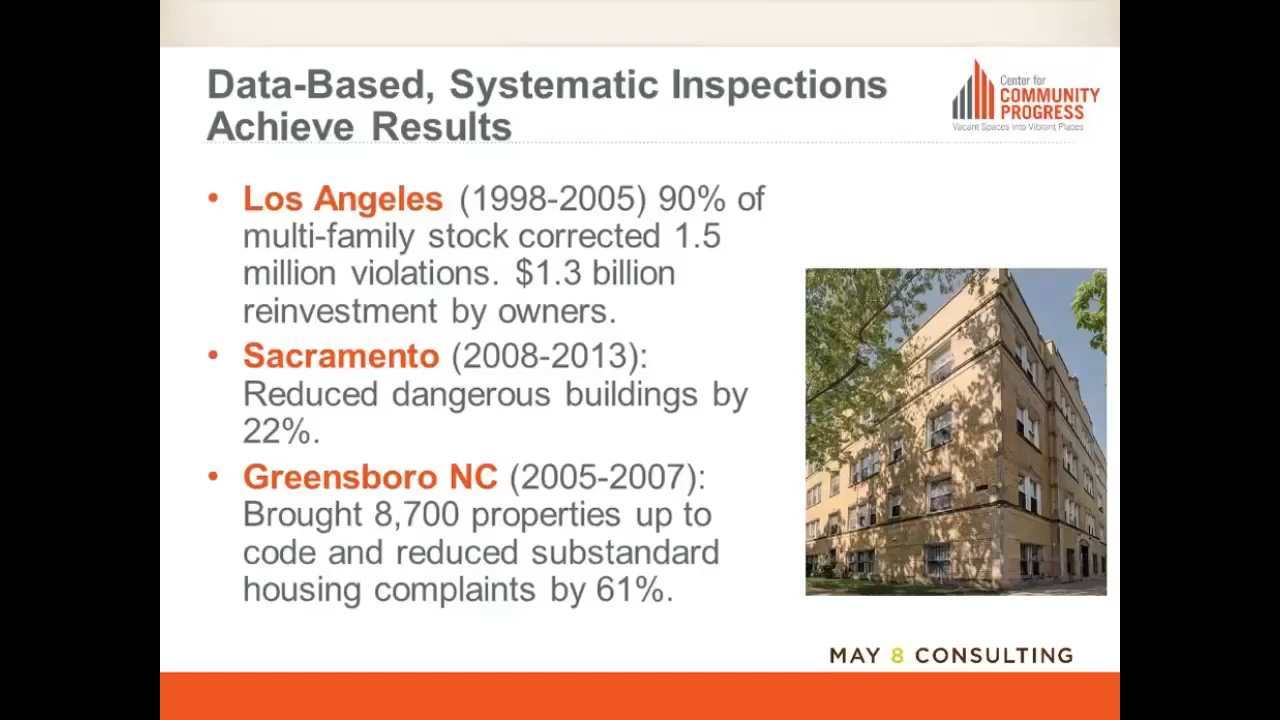 Data-Based, Systematic Inspections
Achieve Results
Center for
COMMUNITY
PROGRESS
Vacant Spaces into Vibrant Places
• Los Angeles (1998-2005) 90% of
multi-family stock corrected 1.5
million violations. $1.3 billion
reinvestment by owners.
• Sacramento (2008-2013):
Reduced dangerous buildings by
22%.
• Greensboro NC (2005-2007):
Brought 8,700 properties up to
code and reduced substandard
housing complaints by 61%.
MAY 8 CONSULTING